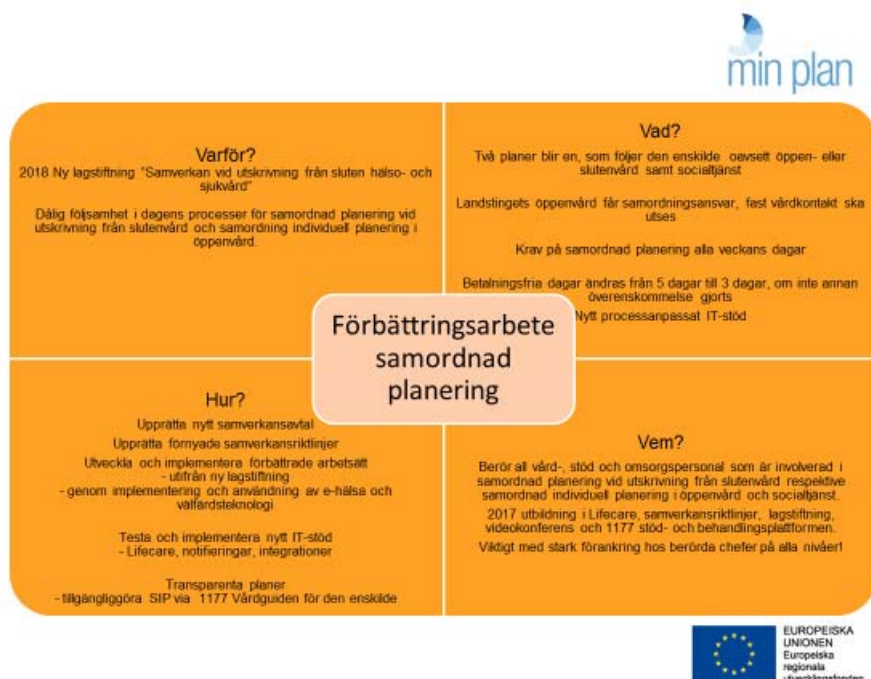 min plan
Varför?
2018 Ny lagstiftning "Samverkan vid utskrivning från sluten hälso- och
sjukvård"
Dålig följsamhet i dagens processer för samordnad planering vid
utskrivning från slutenvård och samordning individuell planering i
öppenvård.
Vad?
Två planer blir en, som följer den enskilde oavsett öppen- eller
slutenvård samt socialtjänst
Landstingets öppenvård får samordningsansvar, fast vårdkontakt ska
utses
Krav på samordnad planering alla veckans dagar
Betalningsfria dagar ändras från 5 dagar till 3 dagar, om inte annan
överenskommelse gjorts
Nytt processanpassat IT-stöd
Förbättringsarbete
samordnad
planering
Hur?
Upprätta nytt samverkansavtal
Upprätta förnyade samverkansriktlinjer
Utveckla och implementera förbättrade arbetsätt
- utifrån ny lagstiftning
- genom implementering och användning av e-hälsa och
välfärdsteknologi
Testa och implementera nytt IT-stöd
- Lifecare, notifieringar, integrationer
Transparenta planer
- tillgängliggöra SIP via 1177 Vårdguiden för den enskilde
Vem?
Berör all vård-, stöd och omsorgspersonal som är involverad i
samordnad planering vid utskrivning från slutenvård respektive
samordnad individuell planering i öppenvård och socialtjänst.
2017 utbildning i Lifecare, samverkansriktlinjer, lagstiftning,
videokonferens och 1177 stöd- och behandlingsplattformen.
Viktigt med stark förankring hos berörda chefer på alla nivåer!
EUROPEISKA
UNIONEN
Europeiska
regionala
utvecklingsfonden